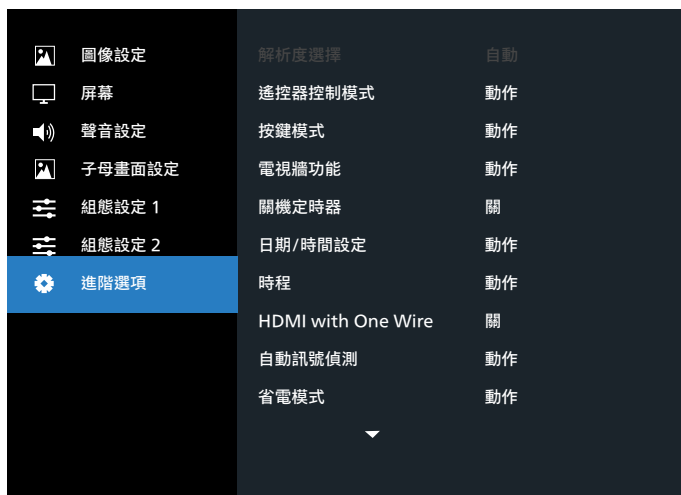 圖像設定
屏幕
聲音設定
子母畫面設定
組態設定 1
組態設定 2
進階選項
解析度選擇 自動
遙控器控制模式 動作
按鍵模式 動作
電視牆功能 動作
關機定時器 關
日期/時間設定 動作
時程 動作
HDMI with One Wire 關
自動訊號偵測 動作
省電模式 動作